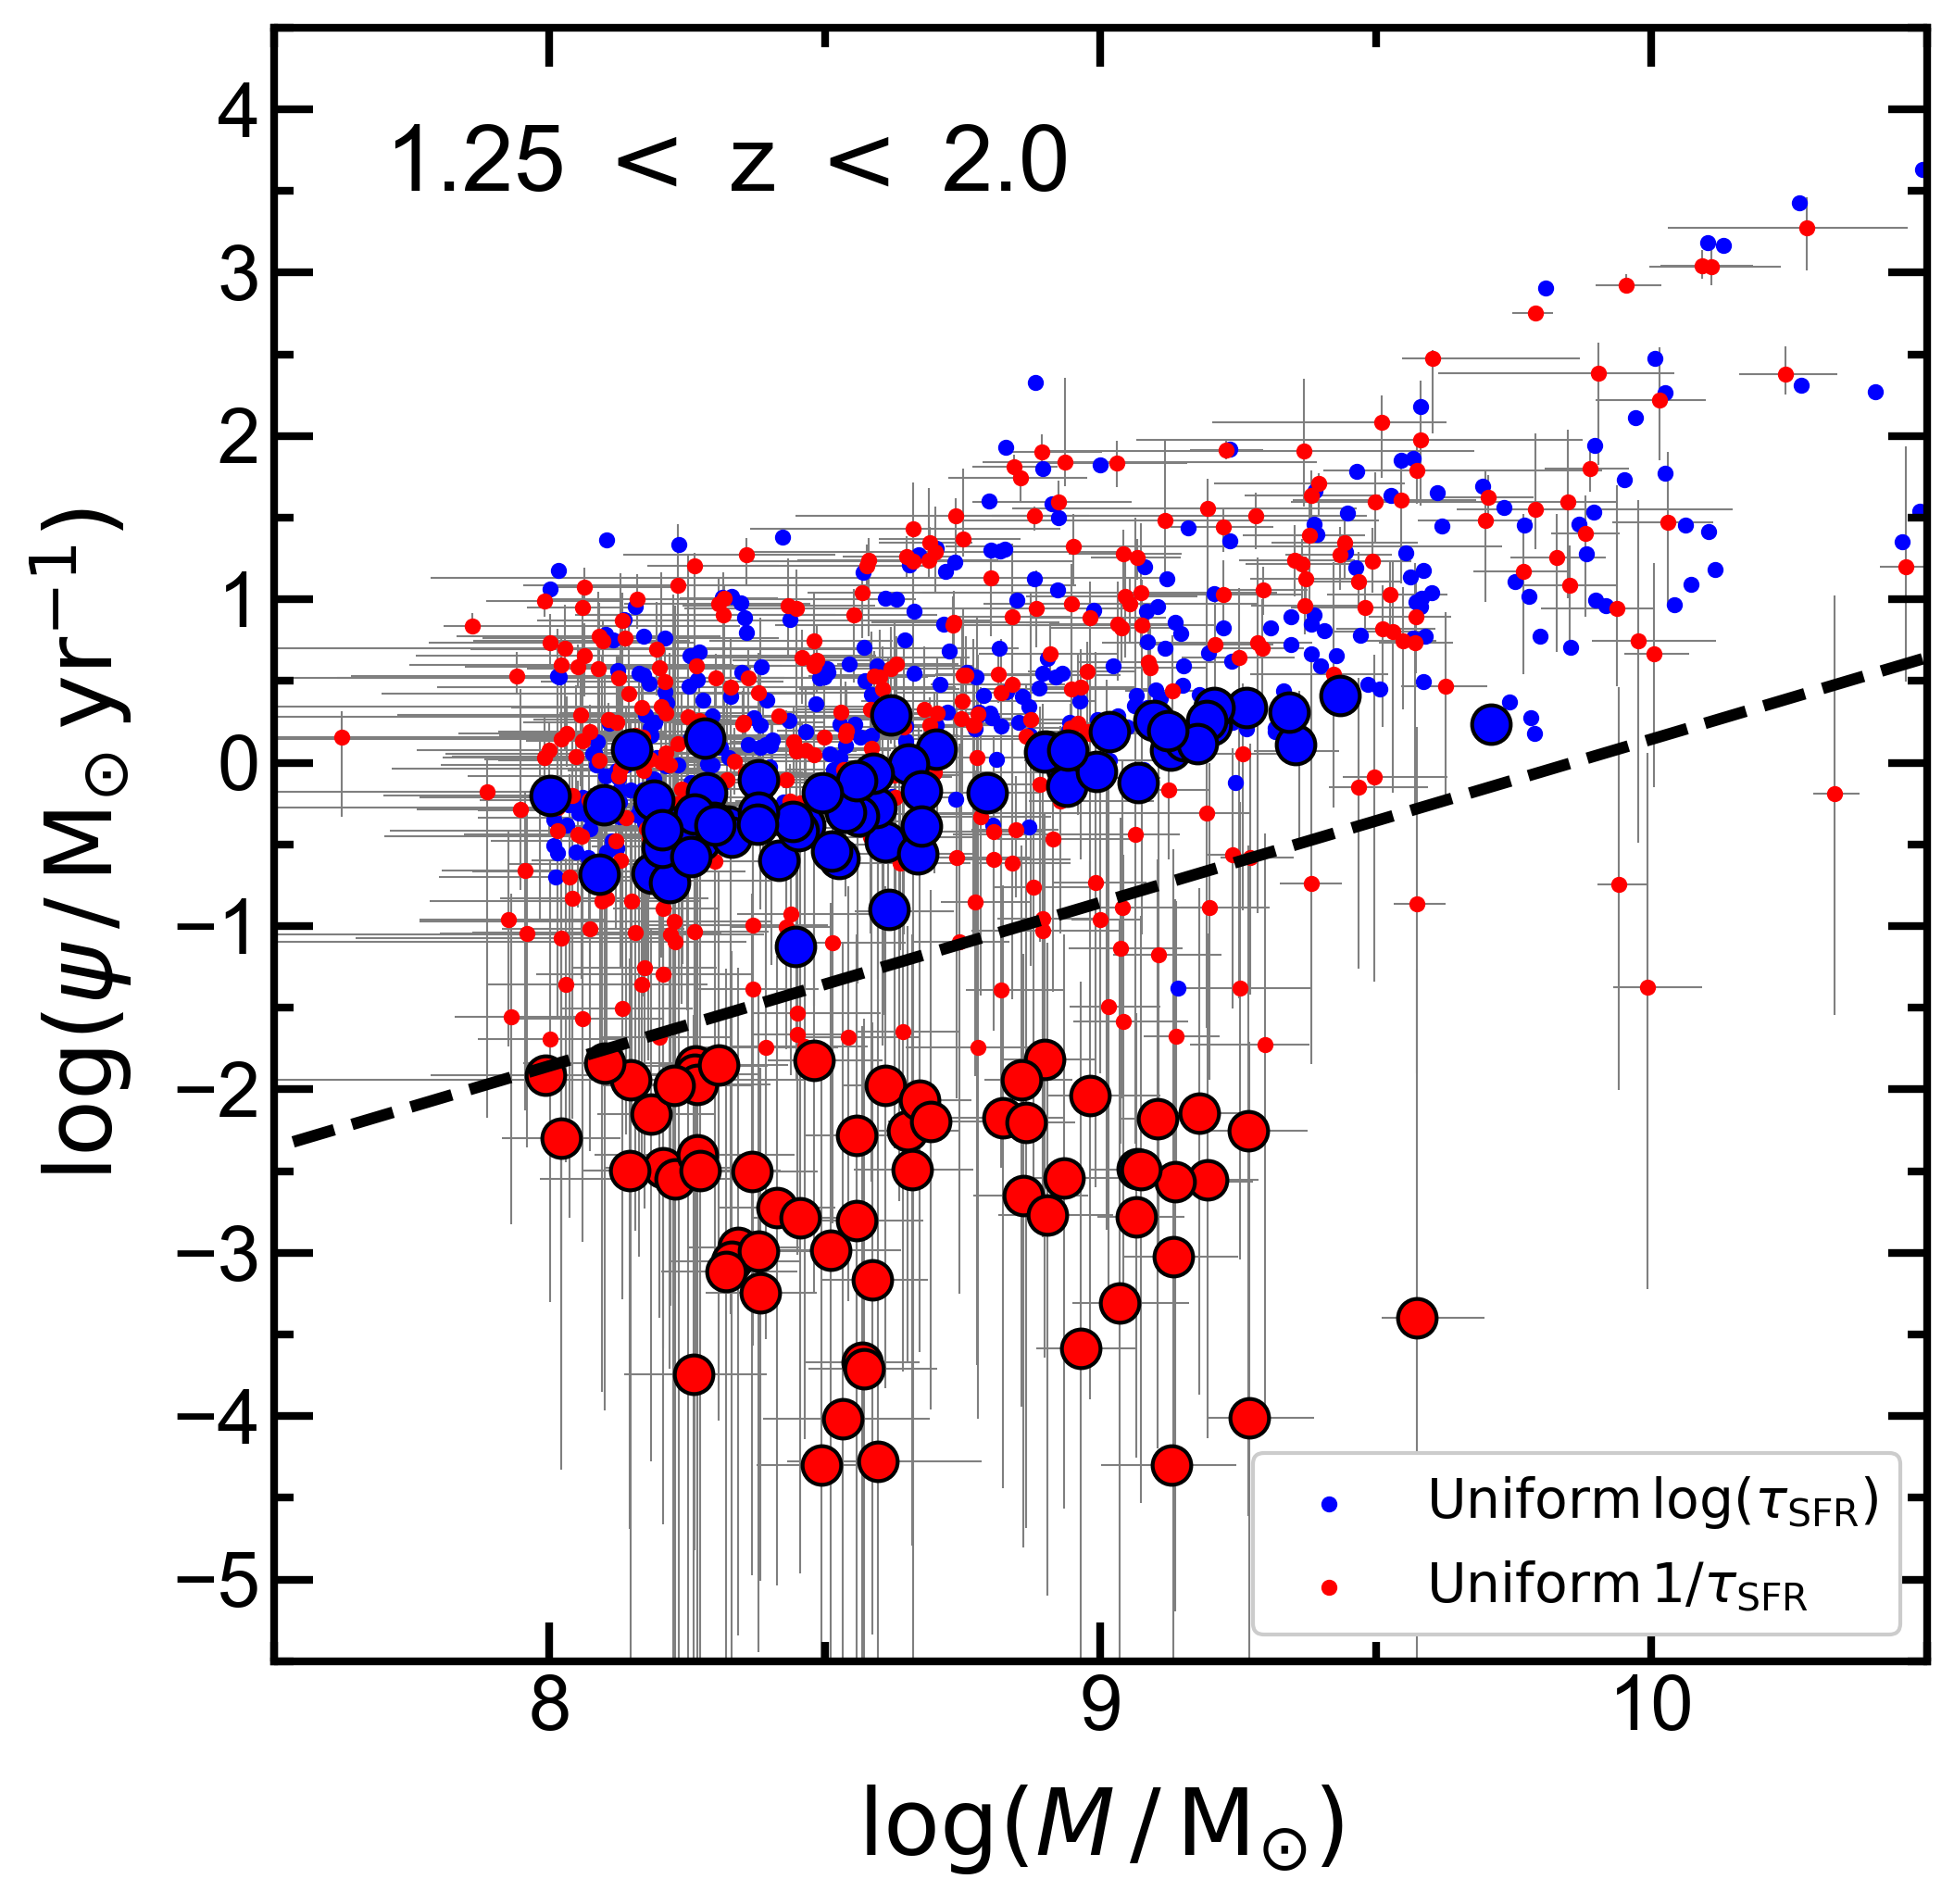 1.25 < z < 2.0
log(ψ / M⊙ yr⁻¹)
4
3
2
1
0
−1
−2
−3
−4
−5
Uniform log(τSFR)
Uniform 1/τSFR
8 9 10
log(M / M⊙)